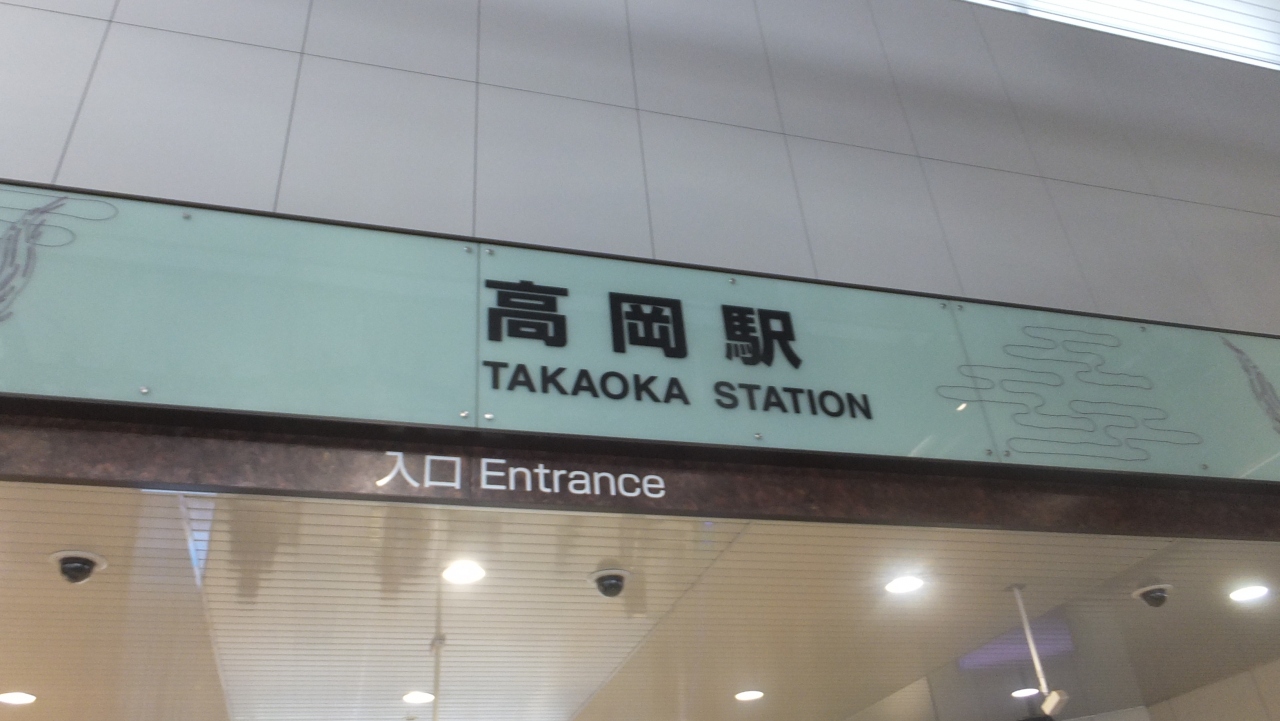 高岡駅
TAKAOKA STATION
入口 Entrance